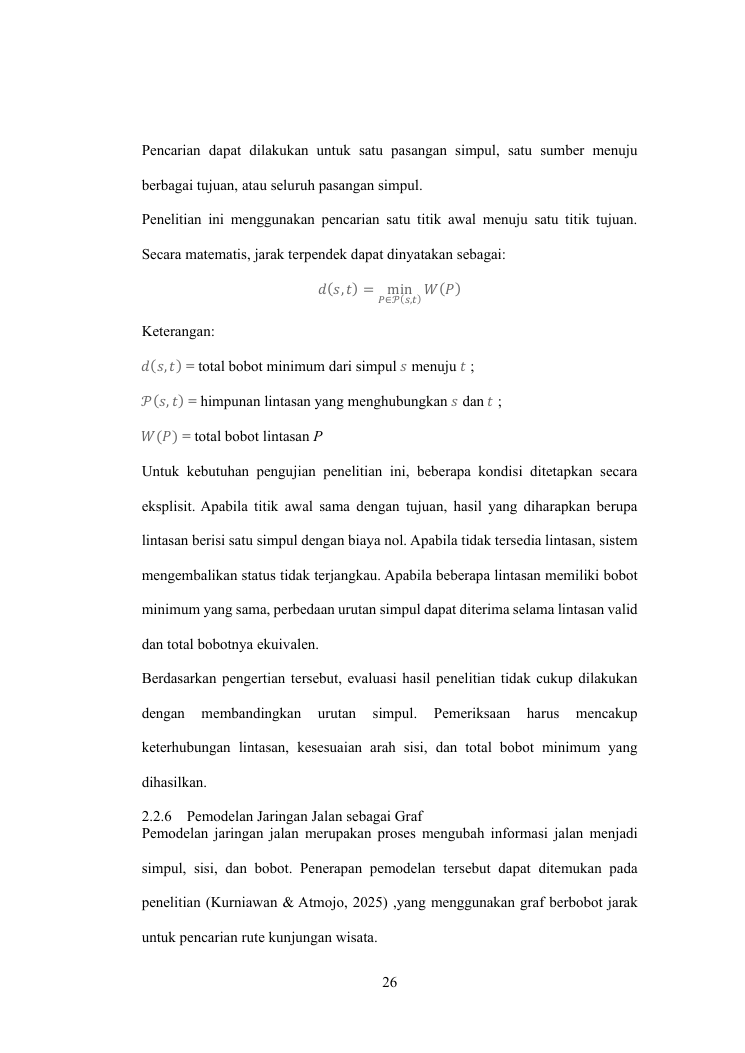 Pencarian dapat dilakukan untuk satu pasangan simpul, satu sumber menuju
berbagai tujuan, atau seluruh pasangan simpul.
Penelitian ini menggunakan pencarian satu titik awal menuju satu titik tujuan.
Secara matematis, jarak terpendek dapat dinyatakan sebagai:
𝑑(𝑠, 𝑡) = min 𝑊(𝑃)
𝑃∈𝒫(𝑠,𝑡)
Keterangan:
𝑑(𝑠, 𝑡) = total bobot minimum dari simpul 𝑠 menuju 𝑡 ;
𝒫(𝑠, 𝑡) = himpunan lintasan yang menghubungkan 𝑠 dan 𝑡 ;
𝑊(𝑃) = total bobot lintasan P
Untuk kebutuhan pengujian penelitian ini, beberapa kondisi ditetapkan secara
eksplisit. Apabila titik awal sama dengan tujuan, hasil yang diharapkan berupa
lintasan berisi satu simpul dengan biaya nol. Apabila tidak tersedia lintasan, sistem
mengembalikan status tidak terjangkau. Apabila beberapa lintasan memiliki bobot
minimum yang sama, perbedaan urutan simpul dapat diterima selama lintasan valid
dan total bobotnya ekuivalen.
Berdasarkan pengertian tersebut, evaluasi hasil penelitian tidak cukup dilakukan
dengan membandingkan urutan simpul. Pemeriksaan harus mencakup
keterhubungan lintasan, kesesuaian arah sisi, dan total bobot minimum yang
dihasilkan.
2.2.6 Pemodelan Jaringan Jalan sebagai Graf
Pemodelan jaringan jalan merupakan proses mengubah informasi jalan menjadi
simpul, sisi, dan bobot. Penerapan pemodelan tersebut dapat ditemukan pada
penelitian (Kurniawan & Atmojo, 2025) ,yang menggunakan graf berbobot jarak
untuk pencarian rute kunjungan wisata.
26